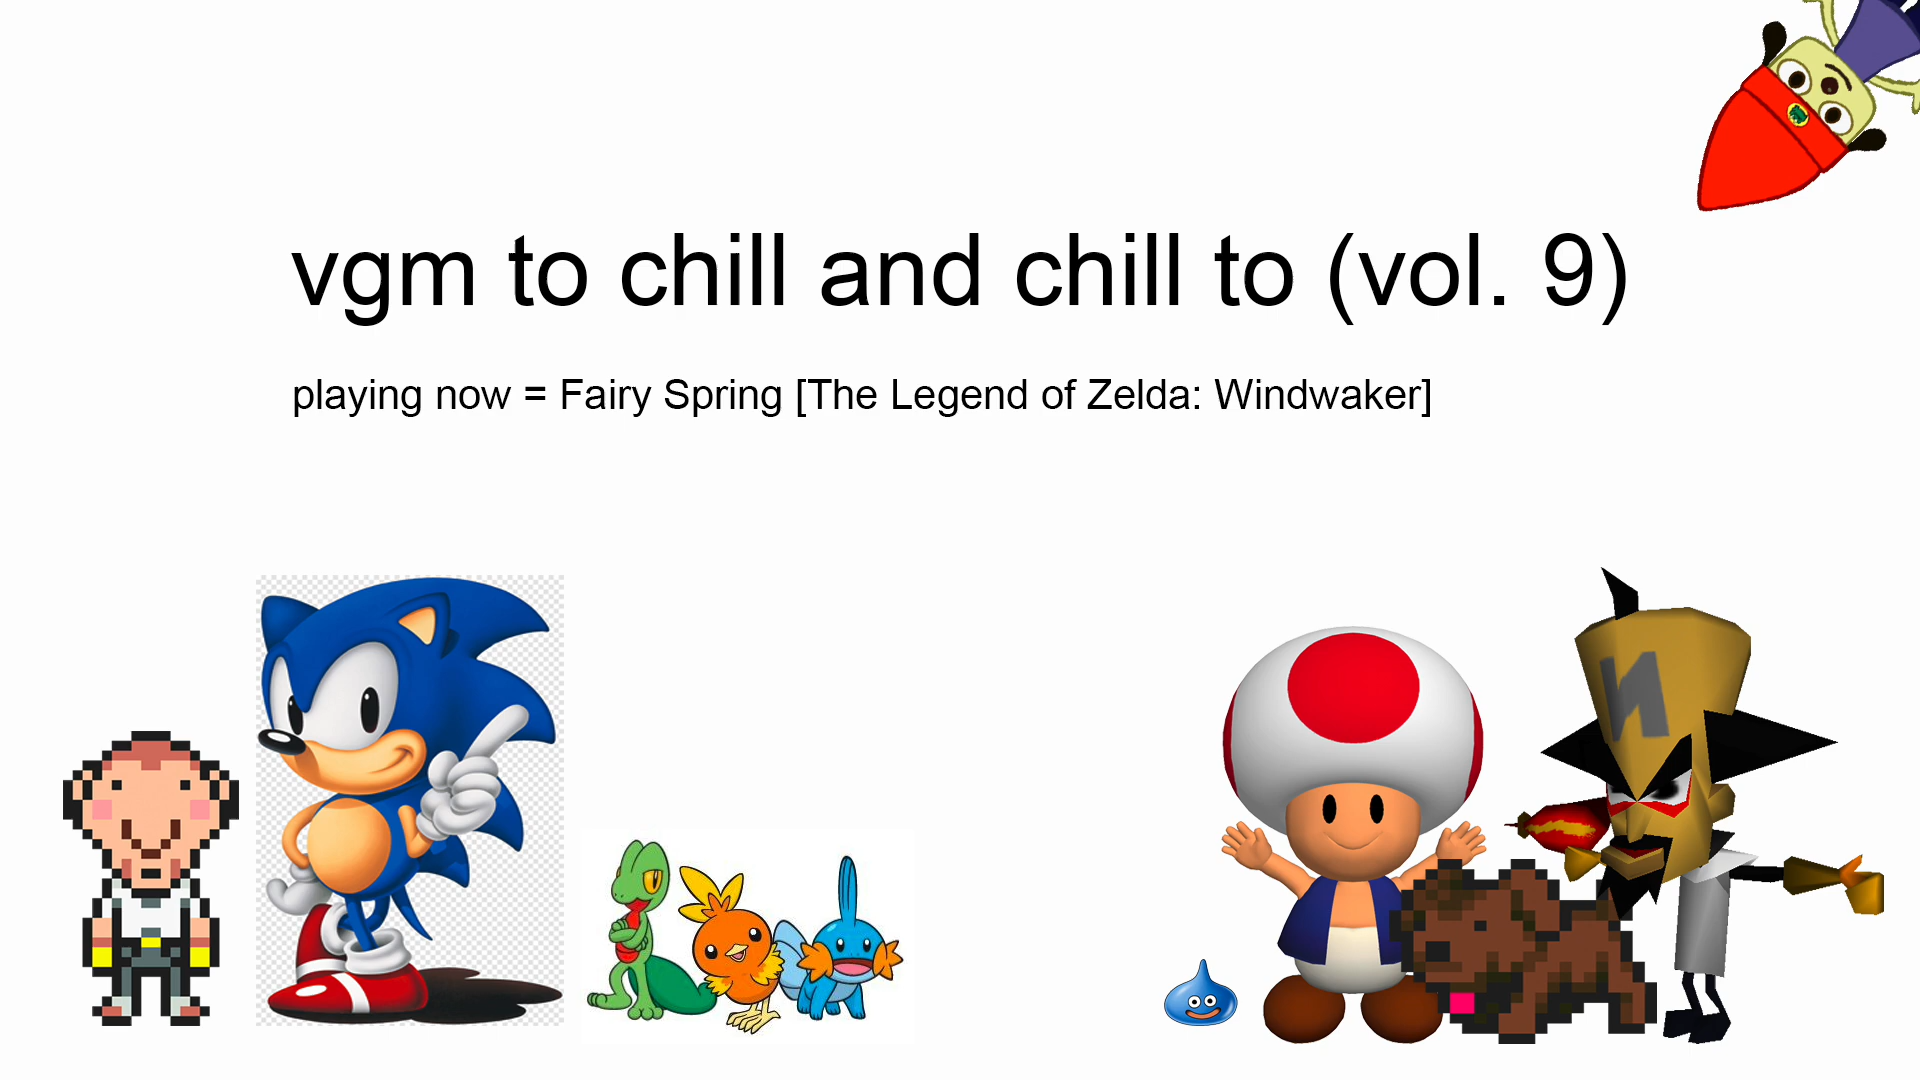 vgm to chill and chill to (vol. 9)
playing now = Fairy Spring [The Legend of Zelda: Windwaker]
N